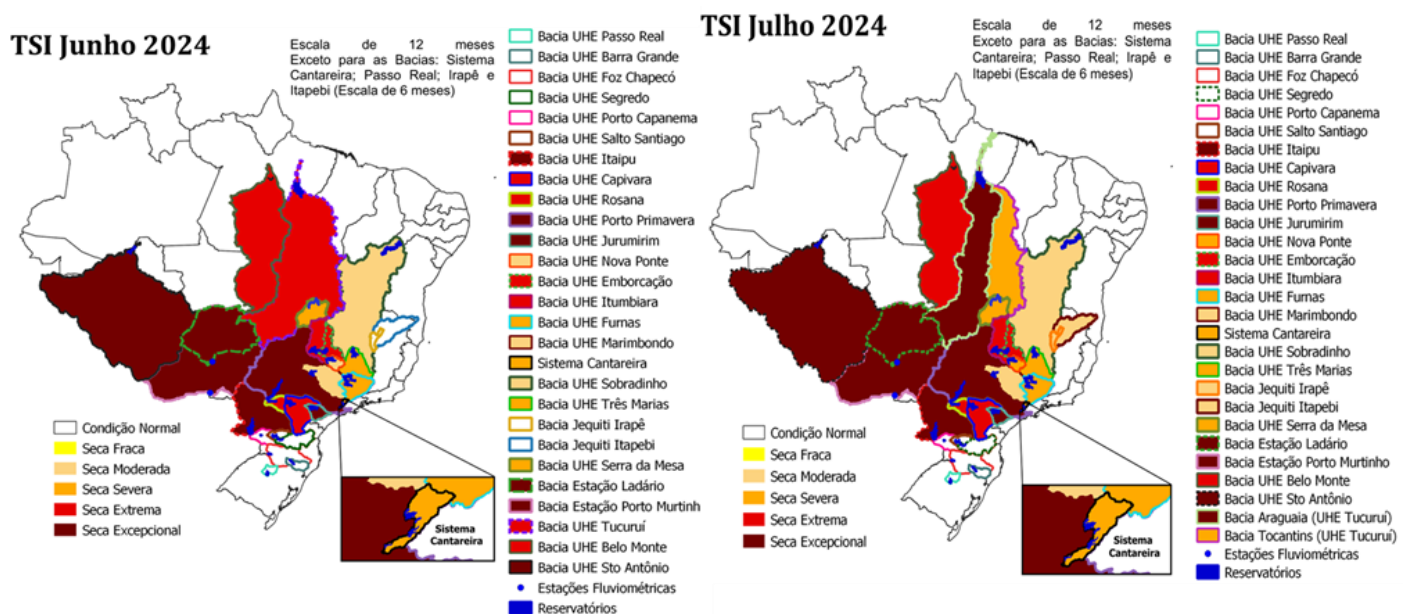 TSI Junho 2024
Escala de 12 meses
Exceto para as Bacias: Sistema
Cantareira; Passo Real; Irapê e
Itapebi (Escala de 6 meses)
Bacia UHE Passo Real
Bacia UHE Barra Grande
Bacia UHE Foz Chapecó
Bacia UHE Segredo
Bacia UHE Porto Capanema
Bacia UHE Salto Santiago
Bacia UHE Itaipu
Bacia UHE Capivara
Bacia UHE Rosana
Bacia UHE Porto Primavera
Bacia UHE Jurumirim
Bacia UHE Nova Ponte
Bacia UHE Emborcação
Bacia UHE Itumbiara
Bacia UHE Furnas
Bacia UHE Marimbondo
Sistema Cantareira
Bacia UHE Sobradinho
Bacia UHE Três Marias
Bacia Jequiti Irapê
Bacia Jequiti Itapebi
Bacia UHE Serra da Mesa
Bacia Estação Ladário
Bacia Estação Porto Murtinh
Bacia UHE Tucuruí
Bacia UHE Belo Monte
Bacia UHE Sto Antônio
Estações Fluviométricas
Reservatórios
Condição Normal
Seca Fraca
Seca Moderada
Seca Severa
Seca Extrema
Seca Excepcional
Sistema
Cantareira
TSI Julho 2024
Escala de 12 meses
Exceto para as Bacias: Sistema
Cantareira; Passo Real; Irapê e
Itapebi (Escala de 6 meses)
Bacia UHE Passo Real
Bacia UHE Barra Grande
Bacia UHE Foz Chapecó
Bacia UHE Segredo
Bacia UHE Porto Capanema
Bacia UHE Salto Santiago
Bacia UHE Itaipu
Bacia UHE Capivara
Bacia UHE Rosana
Bacia UHE Porto Primavera
Bacia UHE Jurumirim
Bacia UHE Nova Ponte
Bacia UHE Emborcação
Bacia UHE Itumbiara
Bacia UHE Furnas
Bacia UHE Marimbondo
Sistema Cantareira
Bacia UHE Sobradinho
Bacia UHE Três Marias
Bacia Jequiti Irapê
Bacia Jequiti Itapebi
Bacia UHE Serra da Mesa
Bacia Estação Ladário
Bacia Estação Porto Murtinho
Bacia UHE Belo Monte
Bacia UHE Sto Antônio
Bacia Araguaia (UHE Tucuruí)
Bacia Tocantins (UHE Tucuruí)
Estações Fluviométricas
Reservatórios
Condição Normal
Seca Fraca
Seca Moderada
Seca Severa
Seca Extrema
Seca Excepcional
Sistema
Cantareira